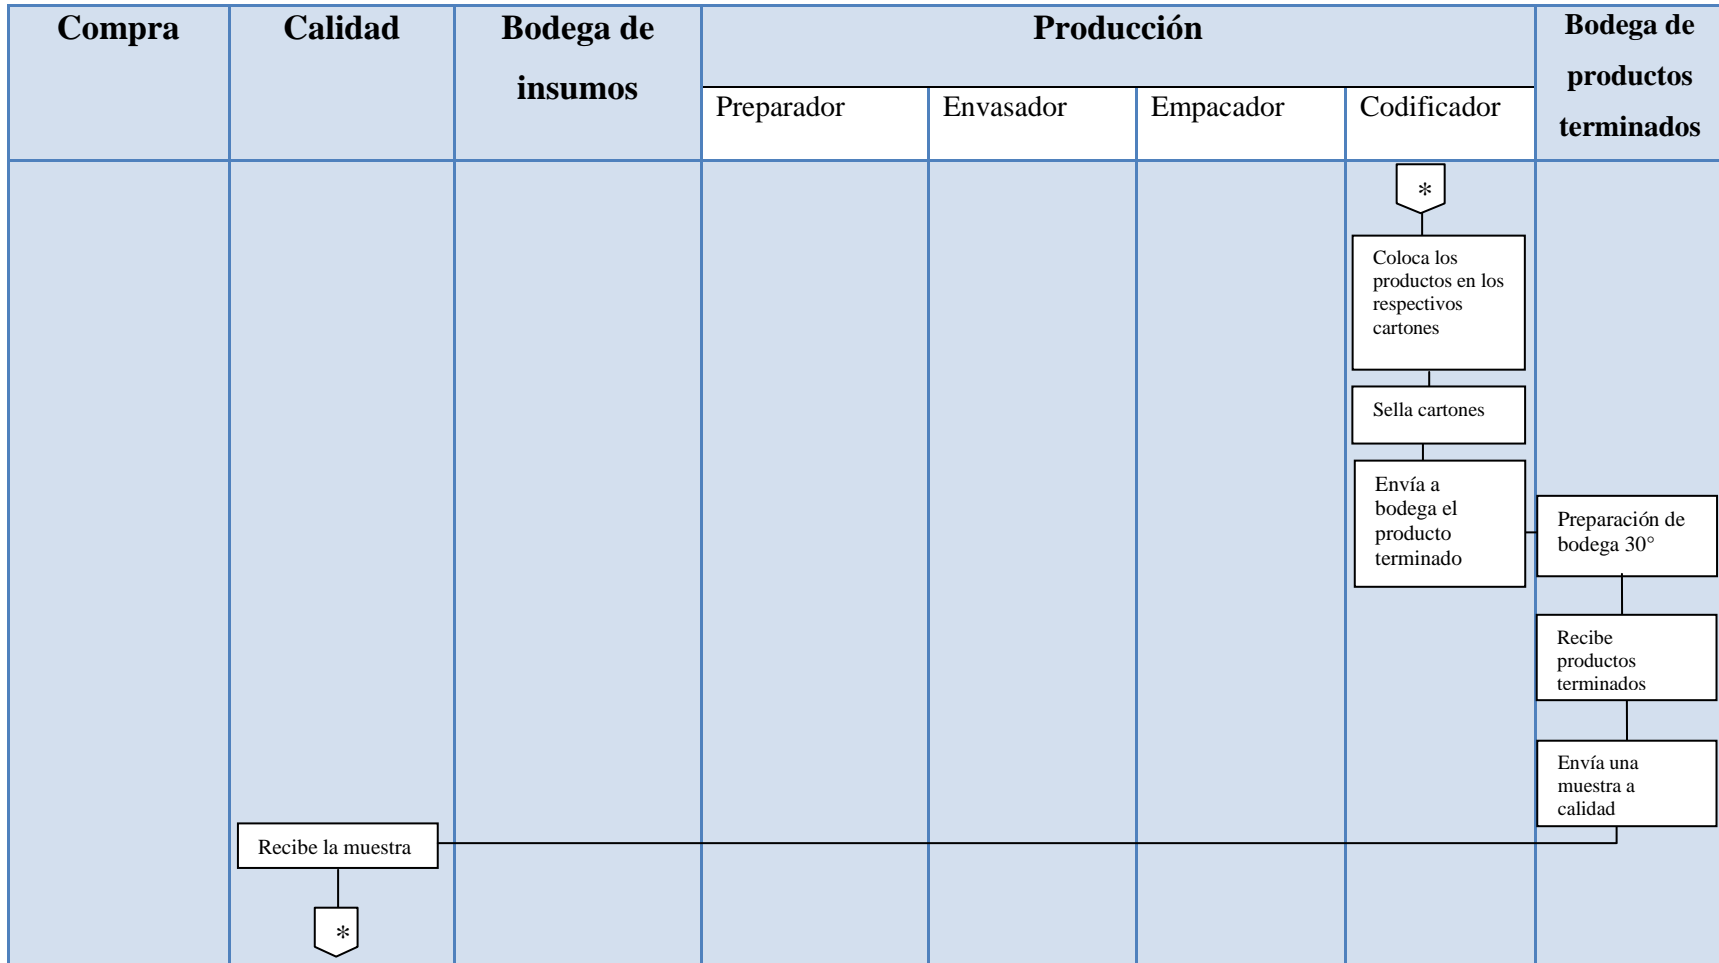 Compra
Calidad
Bodega de
insumos
Producción
Bodega de
productos
terminados
Preparador
Envasador
Empacador
Codificador
*
Coloca los
productos en los
respectivos
cartones
Sella cartones
Envía a
bodega el
producto
terminado
Preparación de
bodega 30°
Recibe
productos
terminados
Envía una
muestra a
calidad
Recibe la muestra
*